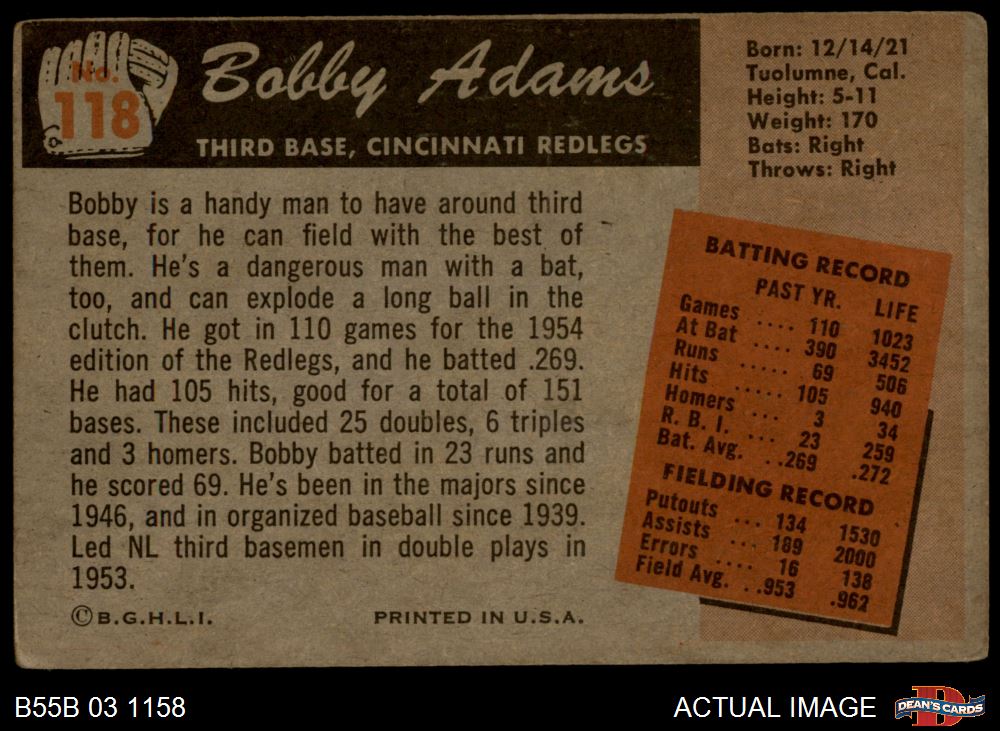 No.
118
Bobby Adams
THIRD BASE, CINCINNATI REDLEGS
Born: 12/14/21
Tuolumne, Cal.
Height: 5-11
Weight: 170
Bats: Right
Throws: Right
Bobby is a handy man to have around third
base, for he can field with the best of
them. He's a dangerous man with a bat,
too, and can explode a long ball in the
clutch. He got in 110 games for the 1954
edition of the Redlegs, and he batted .269.
He had 105 hits, good for a total of 151
bases. These included 25 doubles, 6 triples
and 3 homers. Bobby batted in 23 runs and
he scored 69. He's been in the majors since
1946, and in organized baseball since 1939.
Led NL third basemen in double plays in
1953.
© B.G.H.L.I. PRINTED IN U.S.A.
BATTING RECORD
PAST YR. LIFE
Games .... 110 1023
At Bat .... 390 3452
Runs ..... 69 506
Hits ..... 105 940
Homers ... 3 34
R. B. I. ... 23 259
Bat. Avg. . .269 .272
FIELDING RECORD
Putouts ... 134 1530
Assists ... 189 2000
Errors .... 16 138
Field Avg. . .953 .962
B55B 03 1158 ACTUAL IMAGE
DEAN'S CARDS